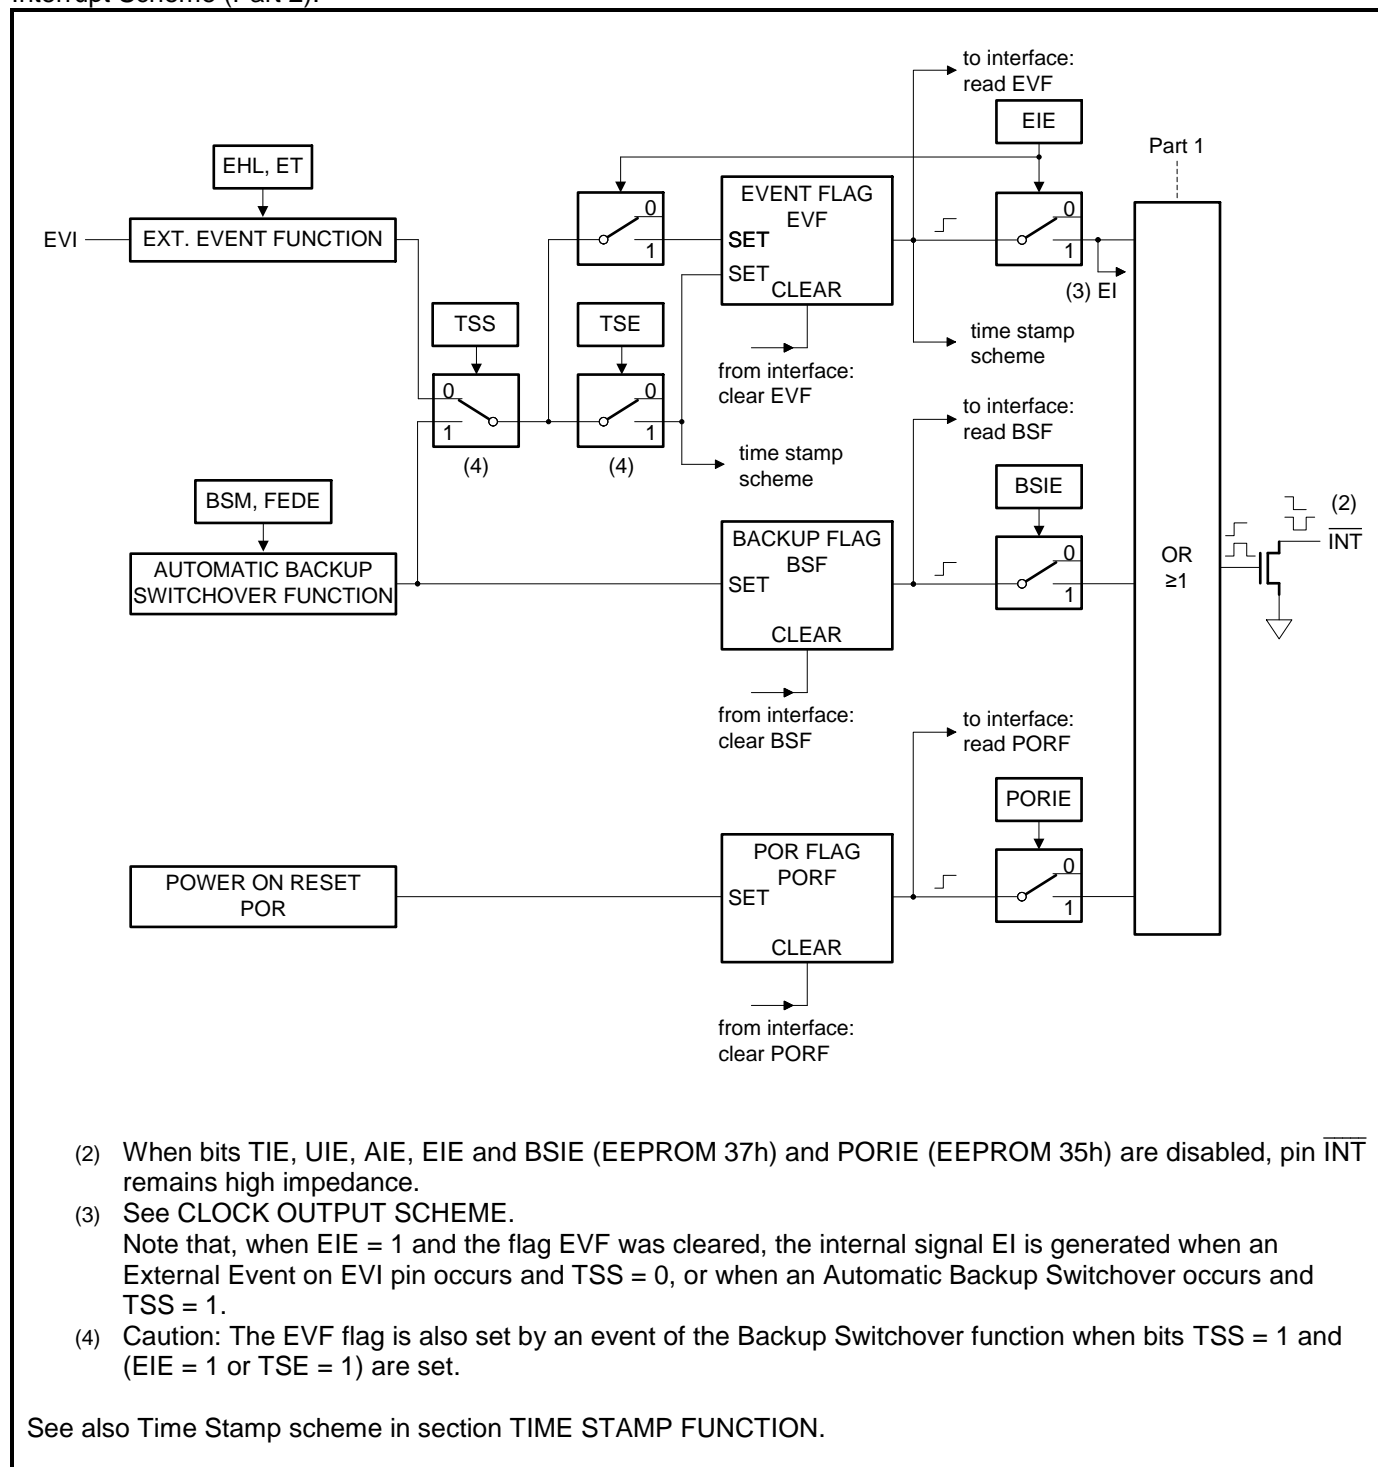 Interrupt Scheme (Part 2):
to interface:
read EVF
EIE
Part 1
EHL, ET
EVI
EXT. EVENT FUNCTION
0
1
EVENT FLAG
EVF
SET
SET
CLEAR
0
1
(3) EI
TSS
TSE
from interface:
clear EVF
time stamp
scheme
0
1
(4)
0
1
(4)
time stamp
scheme
to interface:
read BSF
BSM, FEDE
BSIE
AUTOMATIC BACKUP
SWITCHOVER FUNCTION
BACKUP FLAG
BSF
SET
CLEAR
0
1
OR
≥1
(2)
INT
from interface:
clear BSF
to interface:
read PORF
PORIE
POWER ON RESET
POR
POR FLAG
PORF
SET
CLEAR
0
1
from interface:
clear PORF
(2) When bits TIE, UIE, AIE, EIE and BSIE (EEPROM 37h) and PORIE (EEPROM 35h) are disabled, pin INT
remains high impedance.
(3) See CLOCK OUTPUT SCHEME.
Note that, when EIE = 1 and the flag EVF was cleared, the internal signal EI is generated when an
External Event on EVI pin occurs and TSS = 0, or when an Automatic Backup Switchover occurs and
TSS = 1.
(4) Caution: The EVF flag is also set by an event of the Backup Switchover function when bits TSS = 1 and
(EIE = 1 or TSE = 1) are set.
See also Time Stamp scheme in section TIME STAMP FUNCTION.